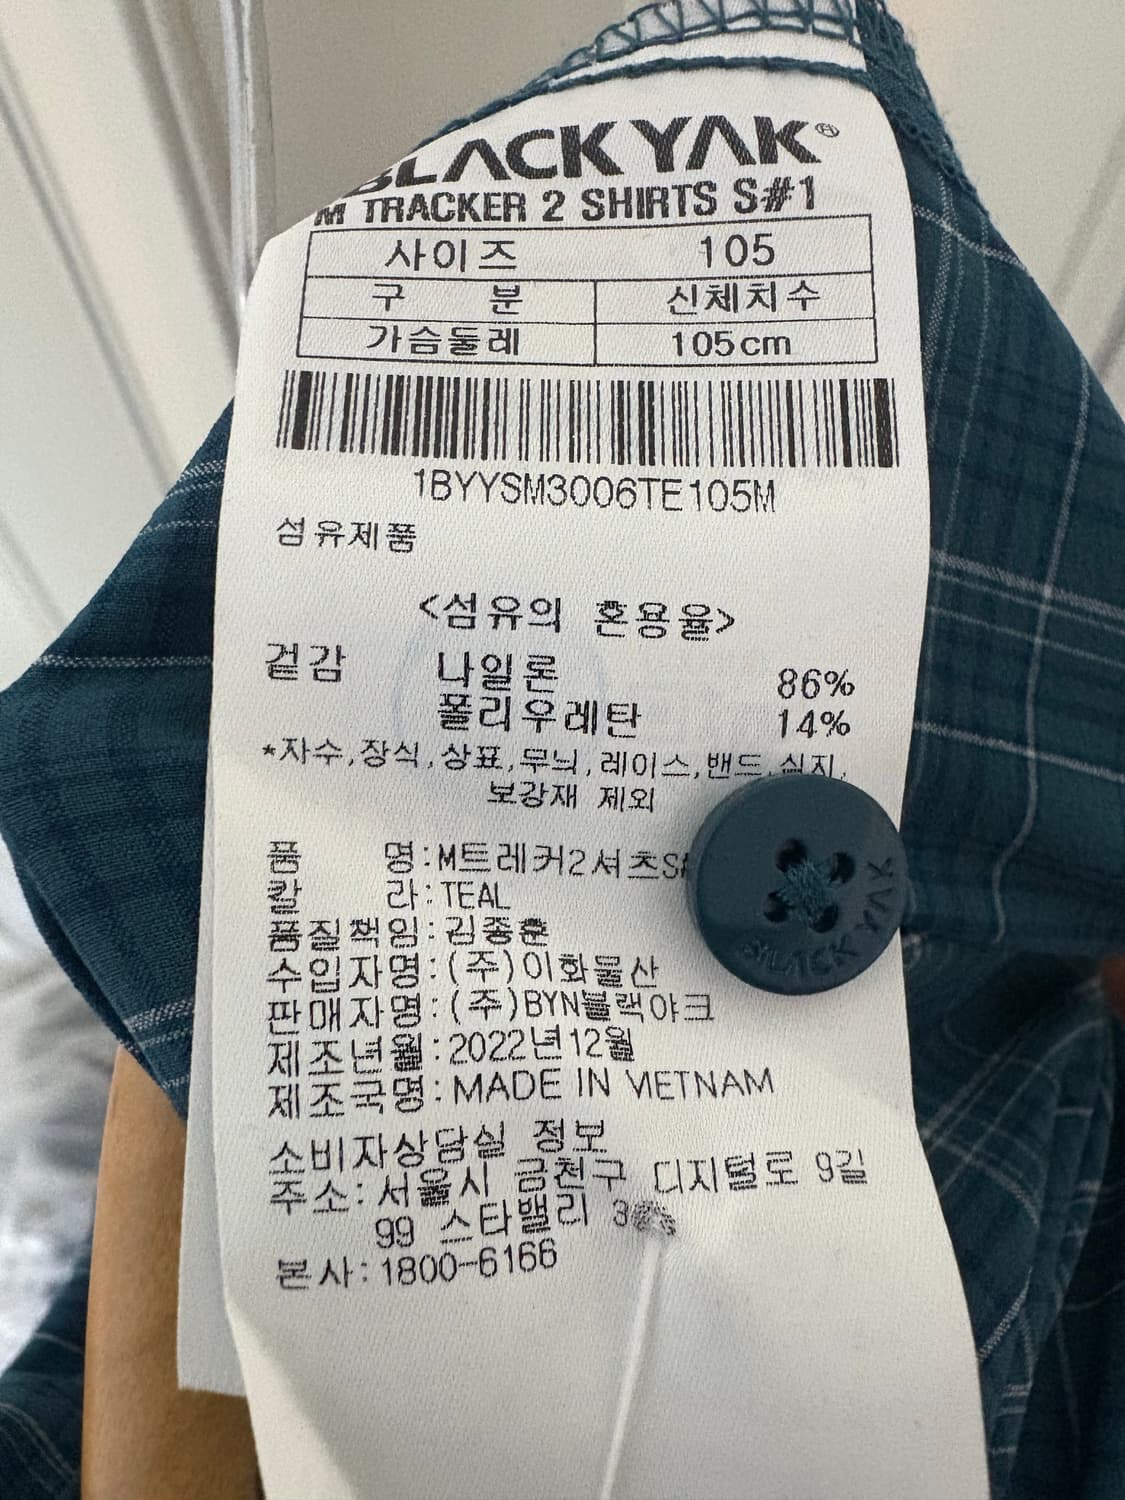 BLACKYAK®
M TRACKER 2 SHIRTS S#1
사이즈 105
구 분 신체치수
가슴둘레 105cm
1BYYSM3006TE105M
섬유제품
<섬유의 혼용율>
겉감 나일론 86%
폴리우레탄 14%
*자수,장식,상표,무늬,레이스,밴드,심지,
보강재 제외
품 명:M트레커2셔츠S#
칼 라:TEAL
품질책임:김종훈
수입자명:(주)이화물산
판매자명:(주)BYN블랙야크
제조년월:2022년12월
제조국명:MADE IN VIETNAM
소비자상담실 정보
주소:서울시 금천구 디지털로 9길
99 스타밸리
본사:1800-6166
BLACK YAK